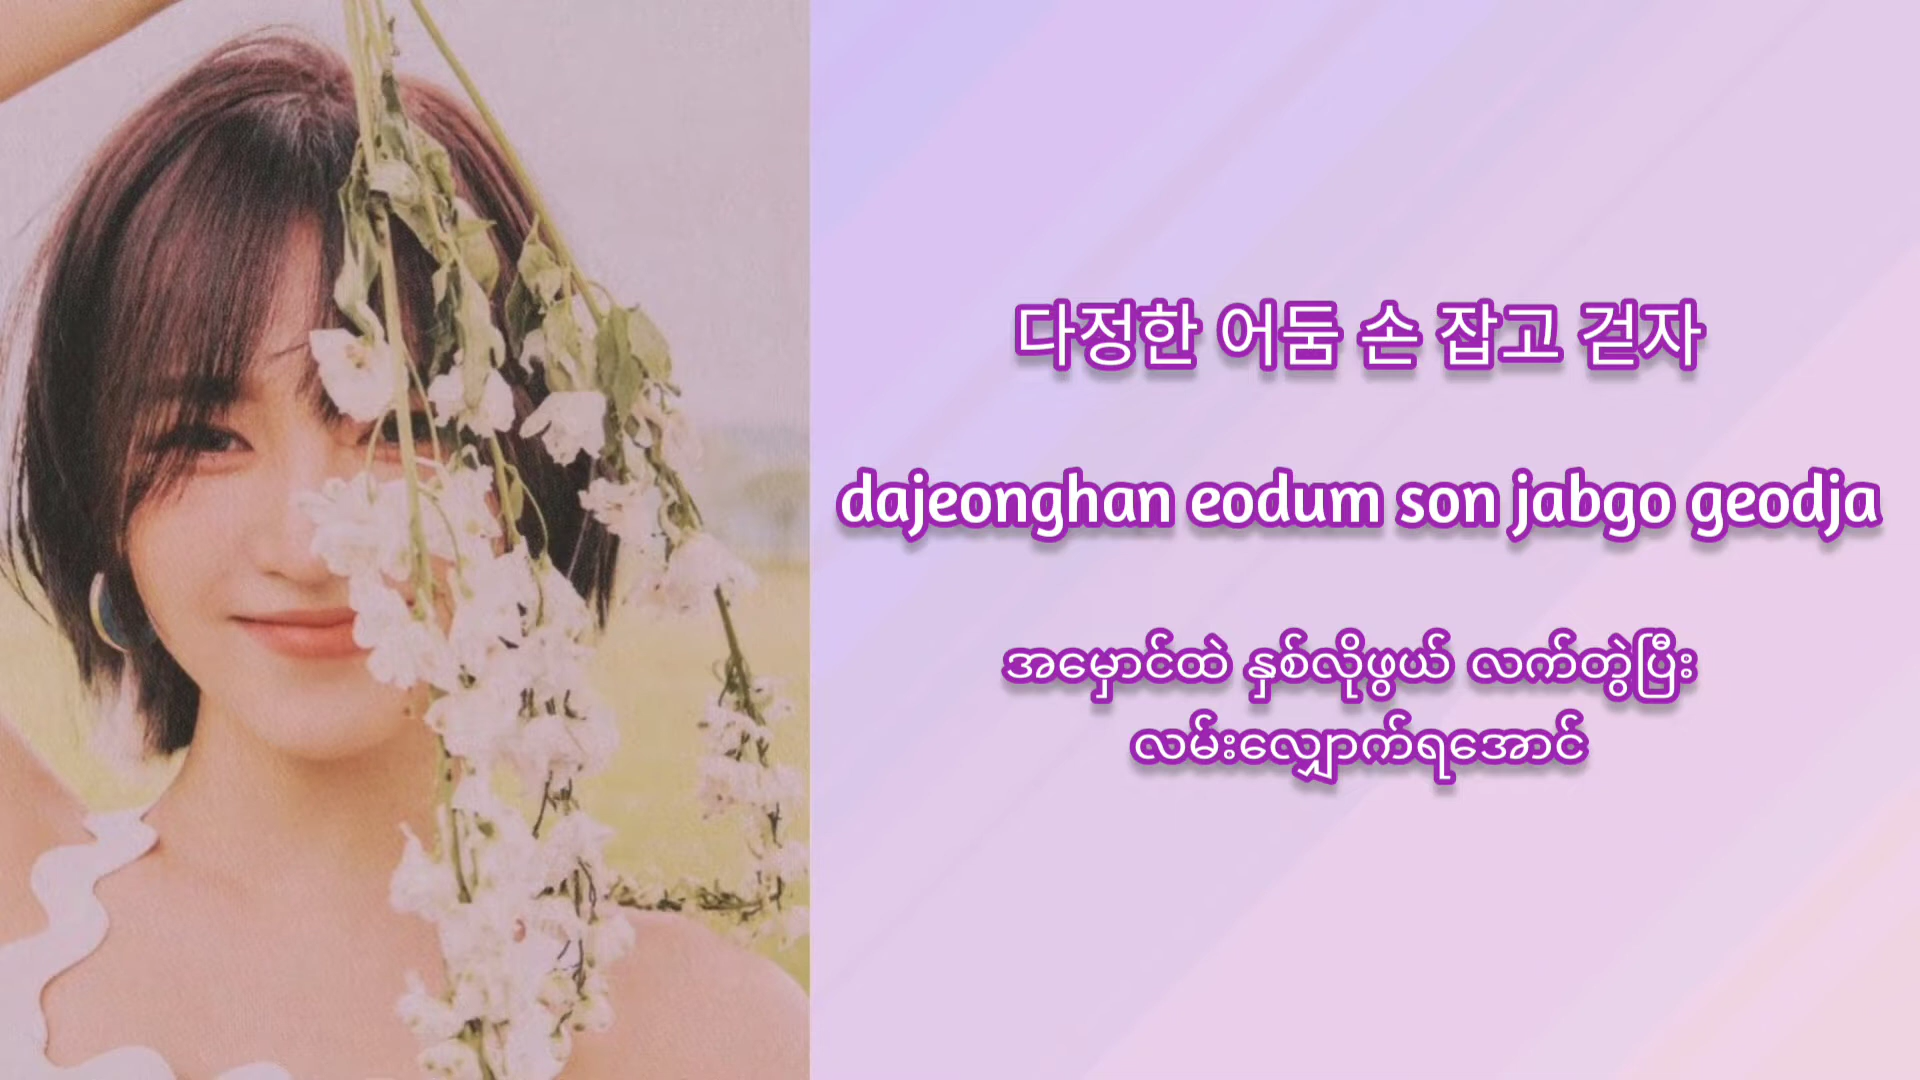 다정한 어둠 손 잡고 걷자
dajeonghan eodum son jabgo geodja
အမှောင်ထဲ နှစ်လိုဖွယ် လက်တွဲပြီး
လမ်းလျှောက်ရအောင်